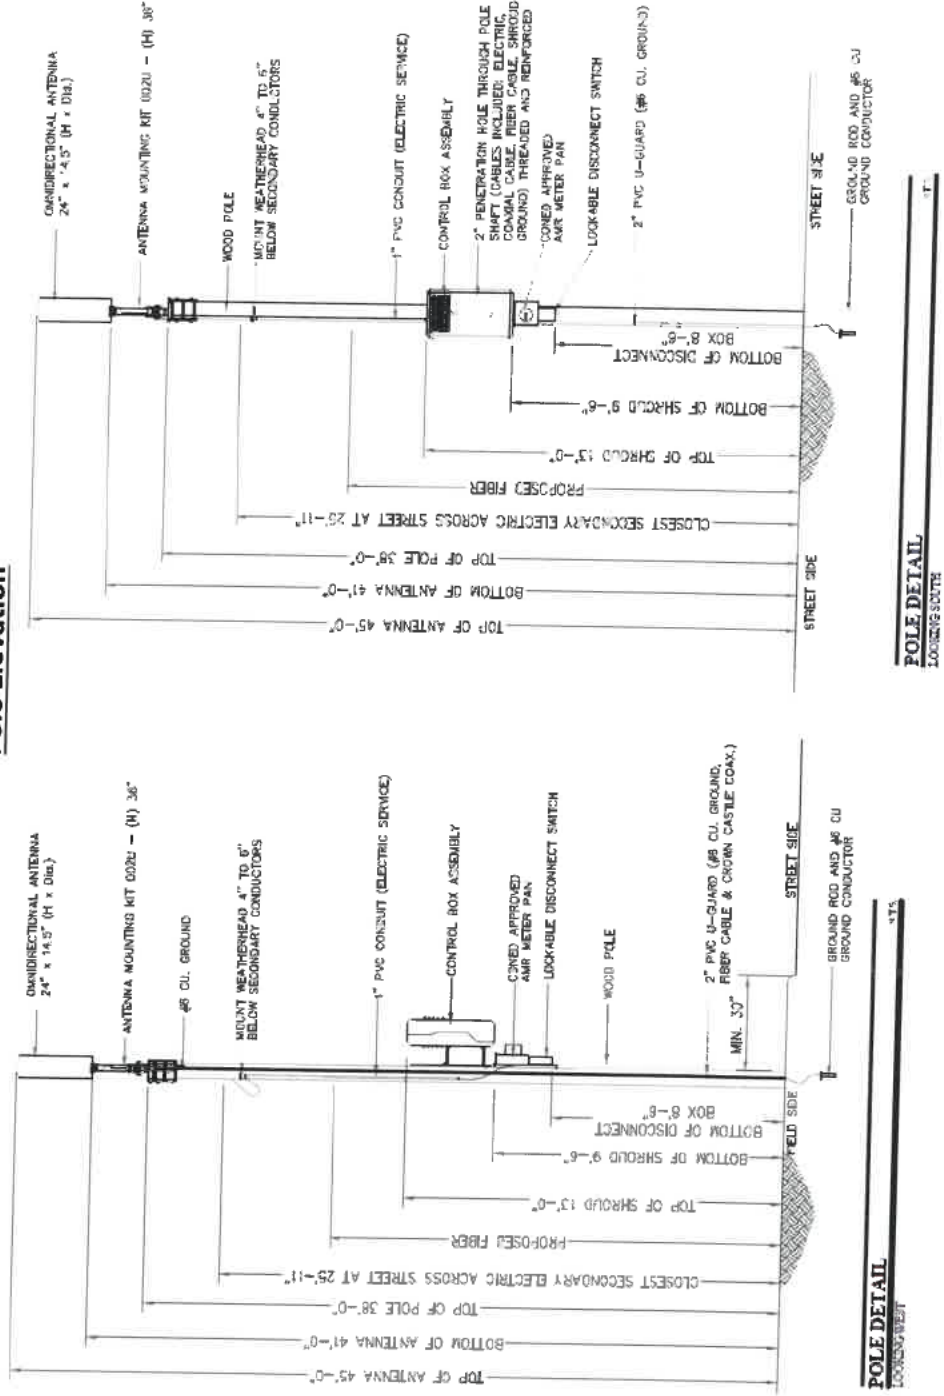 OMNIDIRECTIONAL ANTENNA
24" x 14.5" (H x Dia.)
ANTENNA MOUNTING KIT 002U – (H) 36"
#6 CU. GROUND
MOUNT WEATHERHEAD 4" TO 6"
BELOW SECONDARY CONDUCTORS
1" PVC CONDUIT (ELECTRIC SERVICE)
CONTROL BOX ASSEMBLY
CONED APPROVED
AMR METER PAN
LOCKABLE DISCONNECT SWITCH
WOOD POLE
2" PVC U-GUARD (#6 CU. GROUND,
FIBER CABLE & CROWN CASTLE COAX.)
MIN. 30"
STREET SIDE
FIELD SIDE
GROUND ROD AND #6 CU
GROUND CONDUCTOR
TOP OF ANTENNA 45'-0"
BOTTOM OF ANTENNA 41'-0"
TOP OF POLE 38'-0"
CLOSEST SECONDARY ELECTRIC ACROSS STREET AT 25'-11"
PROPOSED FIBER
TOP OF SHROUD 13'-0"
BOTTOM OF SHROUD 9'-6"
BOTTOM OF DISCONNECT
BOX 8'-6"
POLE DETAIL
LOOKING WEST
NTS
OMNIDIRECTIONAL ANTENNA
24" x 14.5" (H x Dia.)
ANTENNA MOUNTING KIT 002U – (H) 36"
WOOD POLE
MOUNT WEATHERHEAD 4" TO 6"
BELOW SECONDARY CONDUCTORS
1" PVC CONDUIT (ELECTRIC SERVICE)
CONTROL BOX ASSEMBLY
2" PENETRATION HOLE THROUGH POLE
SHAFT (CABLES INCLUDED: ELECTRIC,
COAXIAL CABLE, FIBER CABLE, SHROUD
GROUND) THREADED AND REINFORCED
CONED APPROVED
AMR METER PAN
LOCKABLE DISCONNECT SWITCH
2" PVC U-GUARD (#6 CU. GROUND)
STREET SIDE
GROUND ROD AND #6 CU
GROUND CONDUCTOR
TOP OF ANTENNA 45'-0"
BOTTOM OF ANTENNA 41'-0"
TOP OF POLE 38'-0"
CLOSEST SECONDARY ELECTRIC ACROSS STREET AT 25'-11"
PROPOSED FIBER
TOP OF SHROUD 13'-0"
BOTTOM OF SHROUD 9'-6"
BOTTOM OF DISCONNECT
BOX 8'-6"
STREET SIDE
POLE DETAIL
LOOKING SOUTH